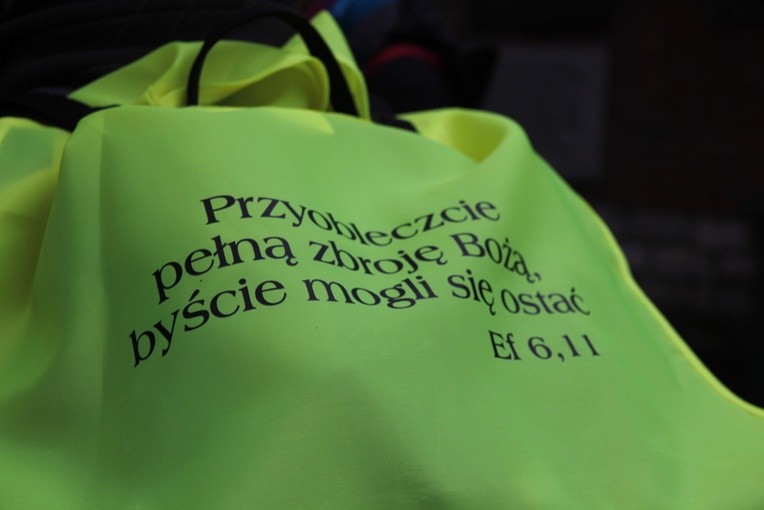 Przyobleczcie
pełną zbroję Bożą,
byście mogli się ostać
Ef 6,11